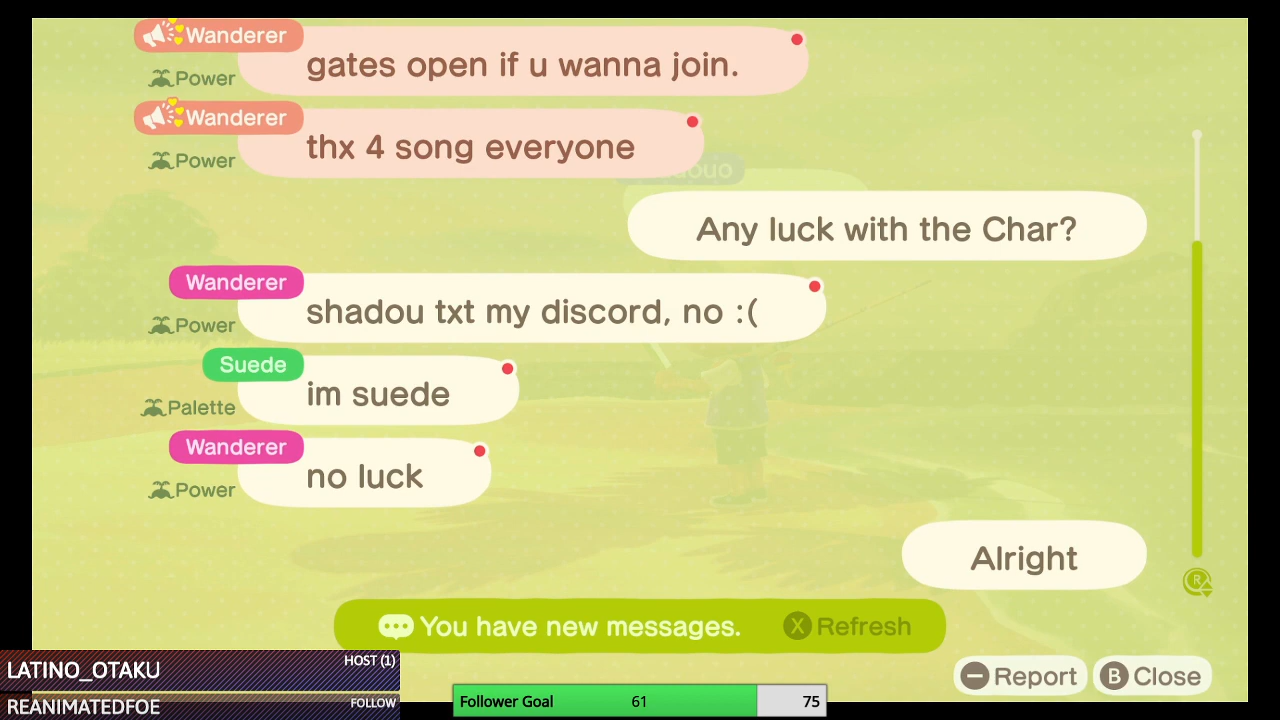 Wanderer
gates open if u wanna join.
Power
Wanderer
thx 4 song everyone
Power
Any luck with the Char?
Wanderer
shadou txt my discord, no :(
Power
Suede
im suede
Palette
Wanderer
no luck
Power
Alright
R
You have new messages.
X Refresh
Report
B Close
LATINO_OTAKU
HOST (1)
REANIMATEDFOE
FOLLOW
Follower Goal
61
75